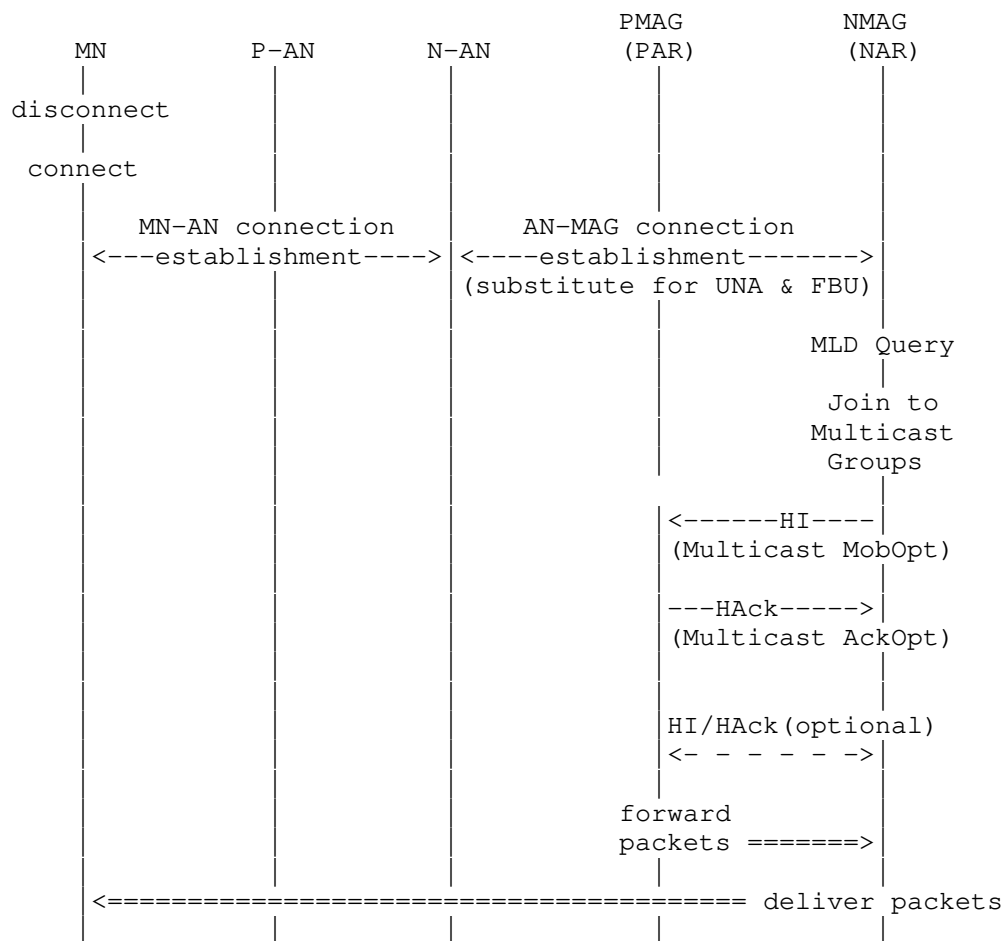 PMAG NMAG
MN P-AN N-AN (PAR) (NAR)
disconnect
connect
MN-AN connection AN-MAG connection
<---establishment----> <----establishment------->
(substitute for UNA & FBU)
MLD Query
Join to
Multicast
Groups
<------HI----
(Multicast MobOpt)
---HAck----->
(Multicast AckOpt)
HI/HAck(optional)
<- - - - - ->
forward
packets =======>
<======================================== deliver packets